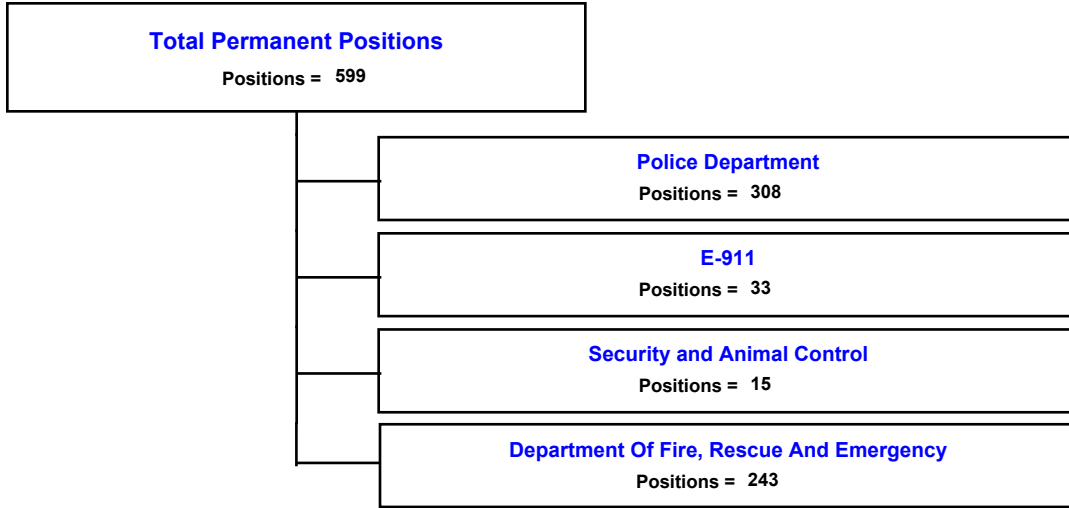 Total Permanent Positions
Positions = 599
Police Department
Positions = 308
E-911
Positions = 33
Security and Animal Control
Positions = 15
Department Of Fire, Rescue And Emergency
Positions = 243